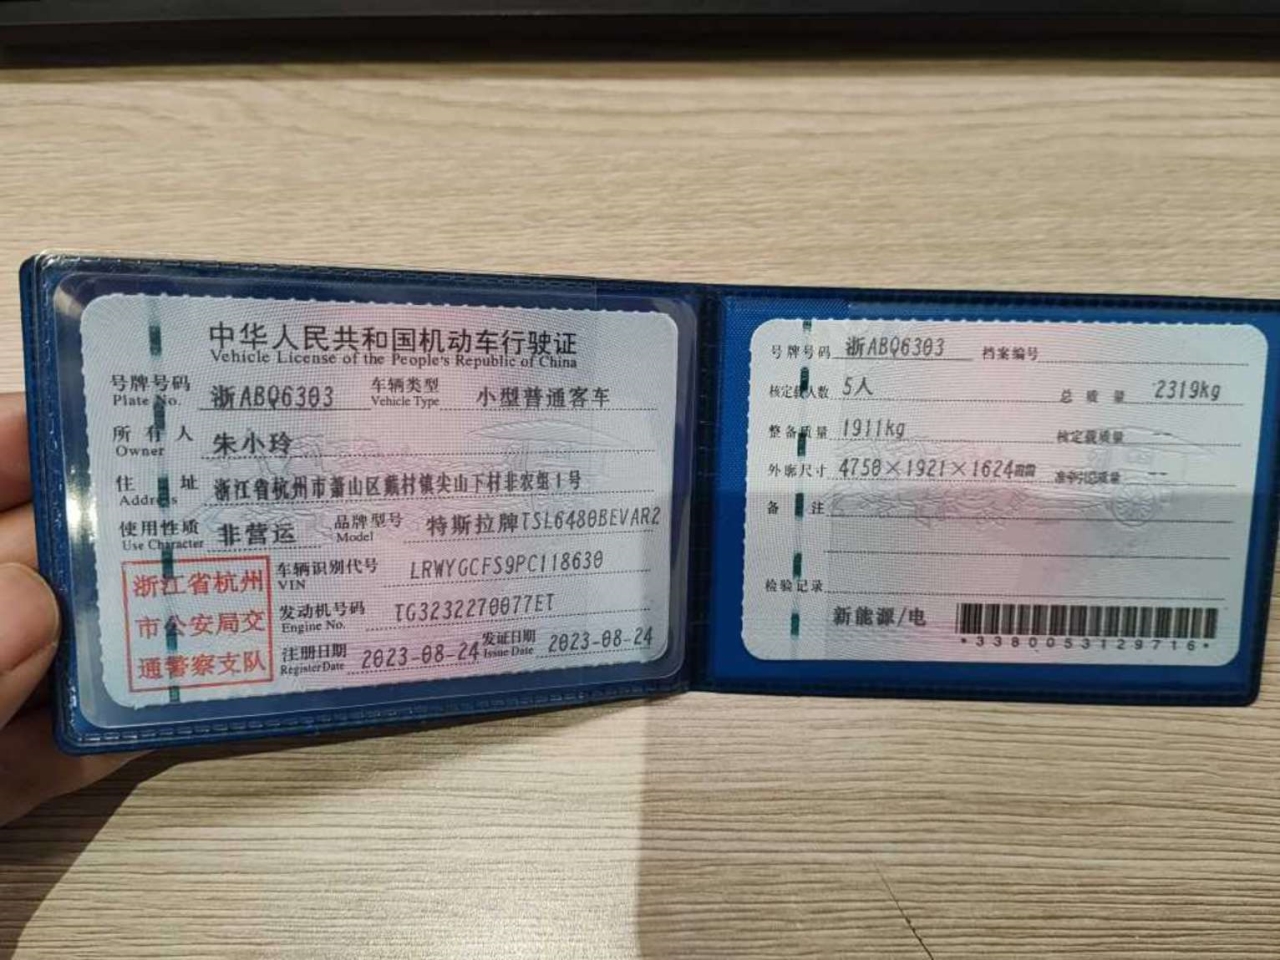 中华人民共和国机动车行驶证
Vehicle License of the People's Republic of China
号牌号码 浙ABQ6303 车辆类型 小型普通客车
Plate No. Vehicle Type
所有人 朱小玲
Owner
住址 浙江省杭州市萧山区戴村镇尖山下村非农组1号
Address
使用性质 非营运 品牌型号 特斯拉牌TSL6480BEVAR2
Use Character Model
浙江省杭州
市公安局交
通警察支队
车辆识别代号 LRWYGCFS9PC118630
VIN
发动机号码 TG3232270077ET
Engine No.
注册日期 2023-08-24 发证日期 2023-08-24
Register Date Issue Date
号牌号码 浙ABQ6303 档案编号
核定载人数 5人 总质量 2319kg
整备质量 1911kg 核定载质量 --
外廓尺寸 4750×1921×1624 准牵引总质量 --
备注
检验记录
新能源/电
*3380053129716*